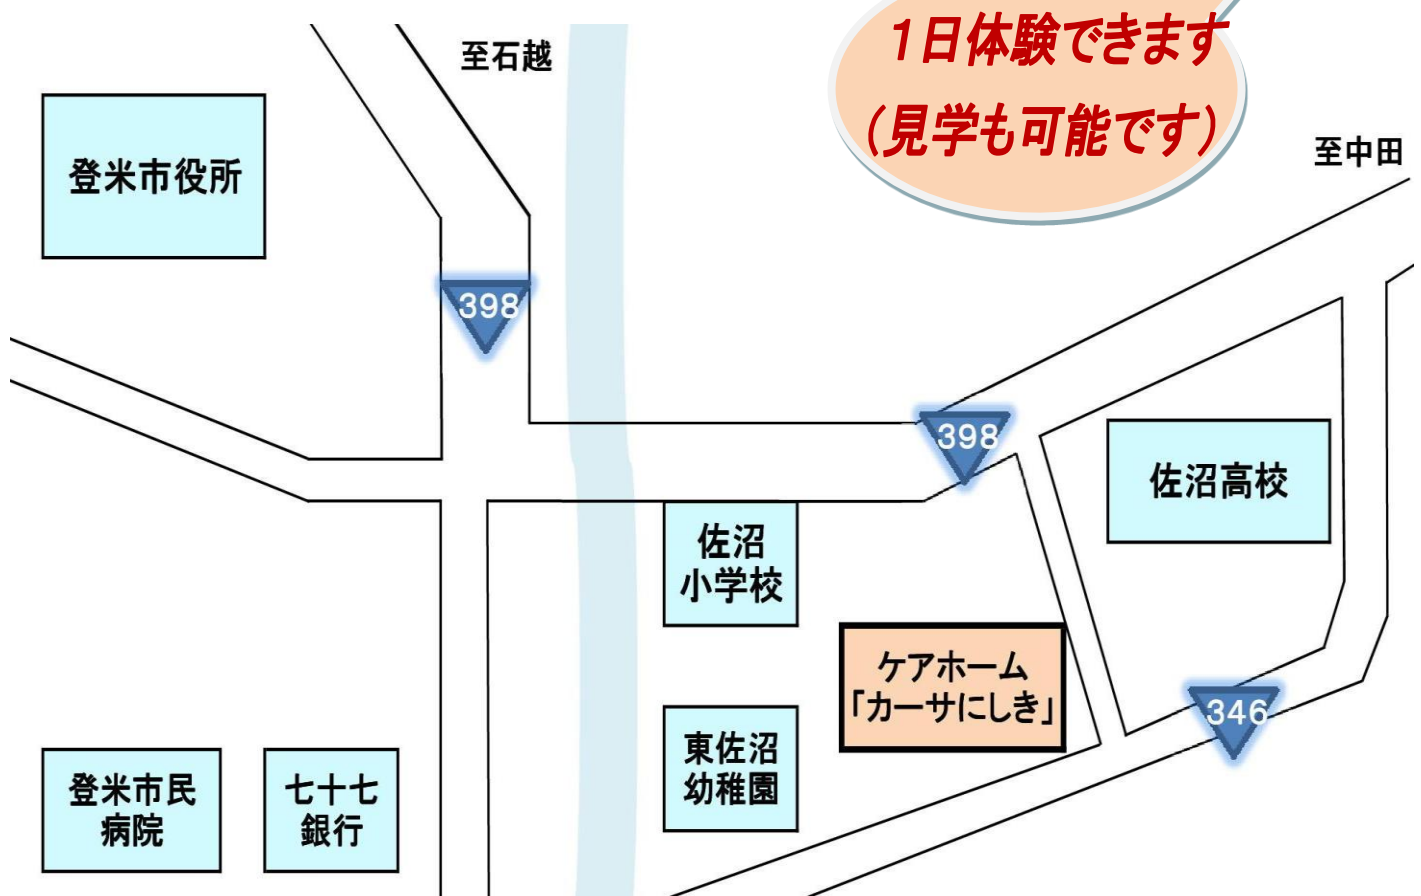 1日体験できます
(見学も可能です)
至石越
至中田
登米市役所
398
398
佐沼高校
佐沼
小学校
ケアホーム
「カーサにしき」
346
東佐沼
幼稚園
登米市民
病院
七十七
銀行